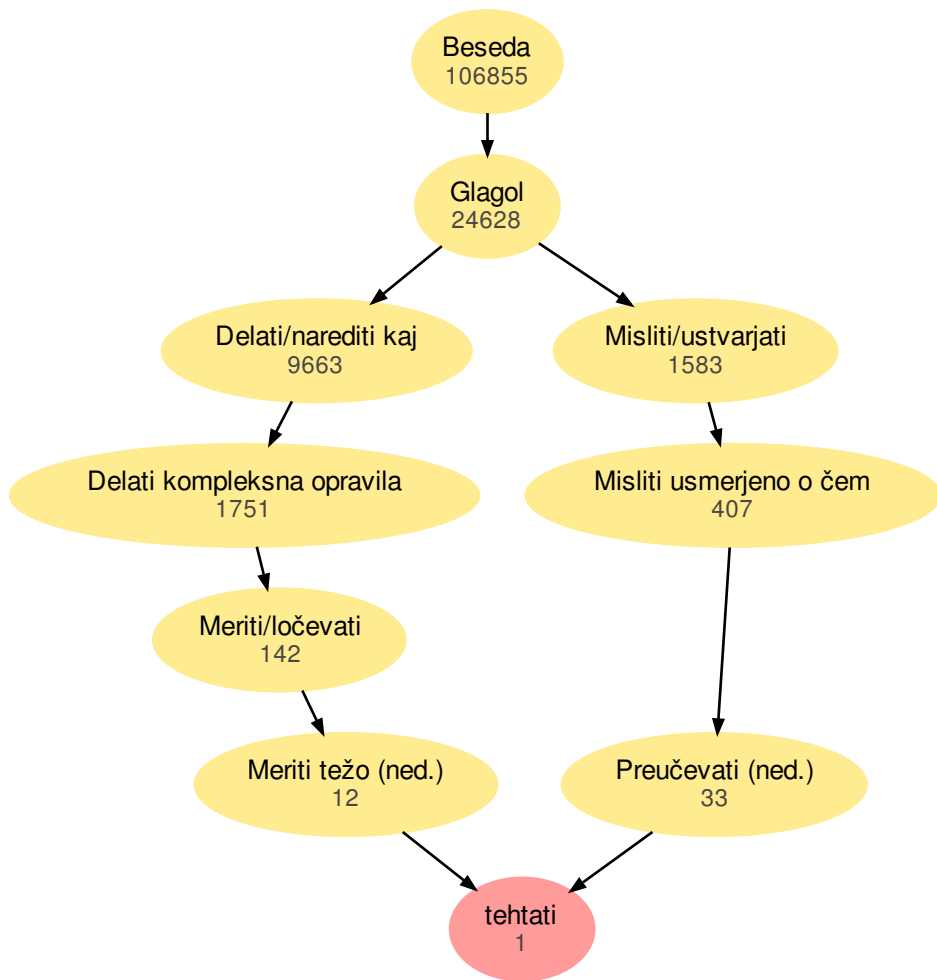 Beseda
106855
Glagol
24628
Delati/narediti kaj
9663
Misliti/ustvarjati
1583
Delati kompleksna opravila
1751
Misliti usmerjeno o čem
407
Meriti/ločevati
142
Meriti težo (ned.)
12
Preučevati (ned.)
33
tehtati
1